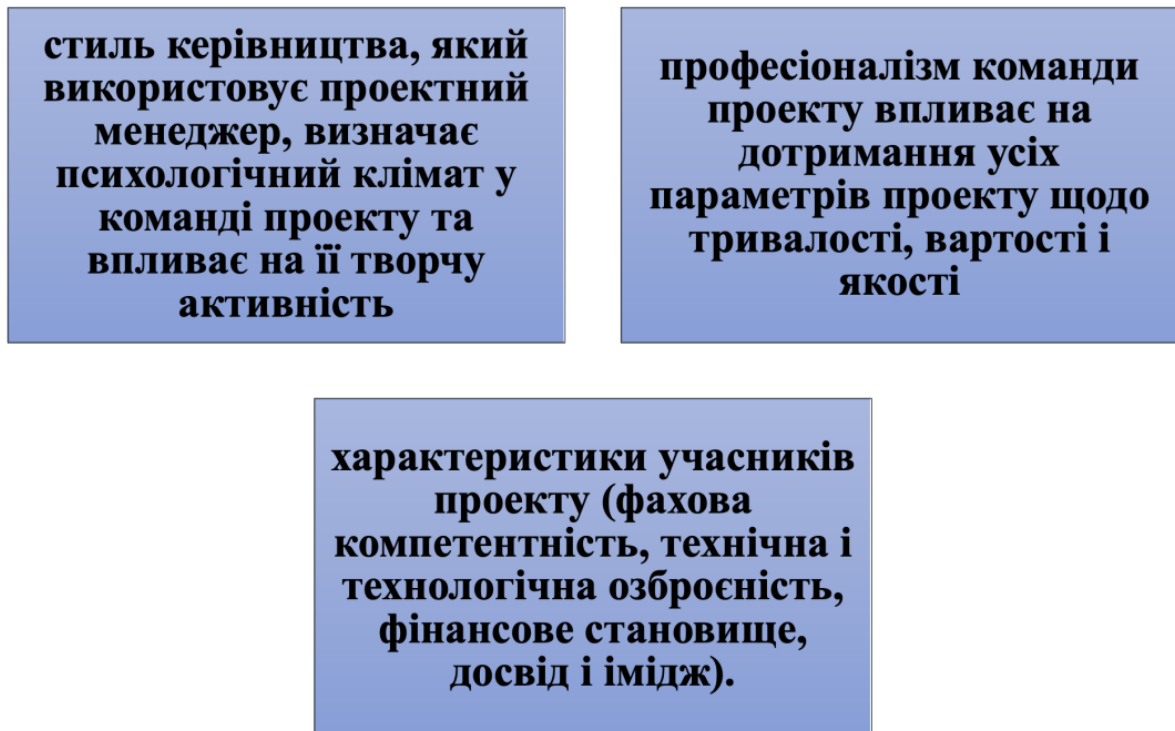 стиль керівництва, який
використовує проектний
менеджер, визначає
психологічний клімат у
команді проекту та
впливає на її творчу
активність
професіоналізм команди
проекту впливає на
дотримання усіх
параметрів проекту щодо
тривалості, вартості і
якості
характеристики учасників
проекту (фахова
компетентність, технічна і
технологічна озброєність,
фінансове становище,
досвід і імідж).